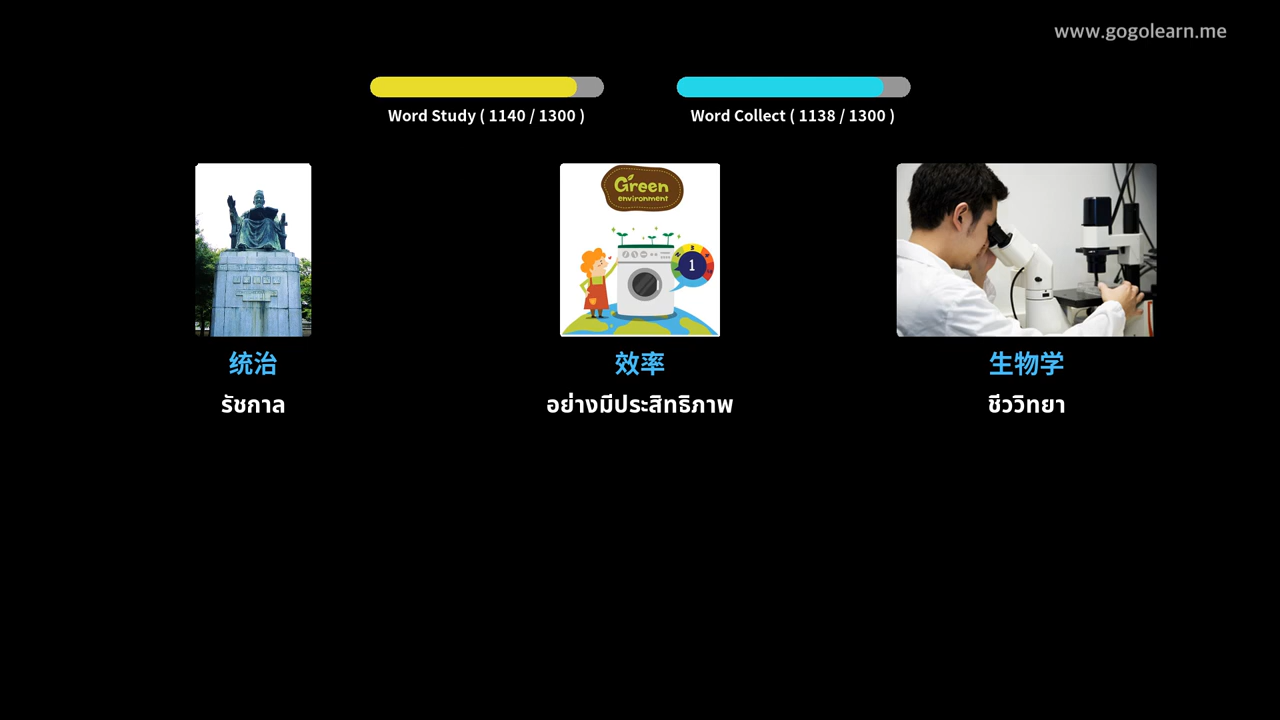 www.gogolearn.me
Word Study ( 1140 / 1300 )
Word Collect ( 1138 / 1300 )
Green
environment
1
统治
效率
生物学
รัชกาล
อย่างมีประสิทธิภาพ
ชีววิทยา